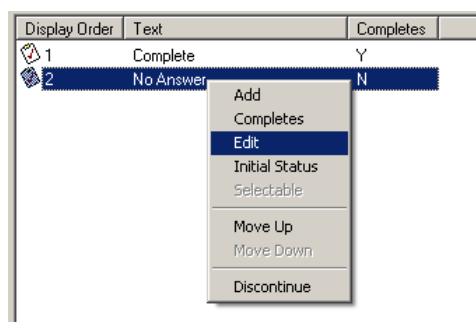 Display Order Text Completes
1 Complete Y
2 No Answer N
Add
Completes
Edit
Initial Status
Selectable
Move Up
Move Down
Discontinue